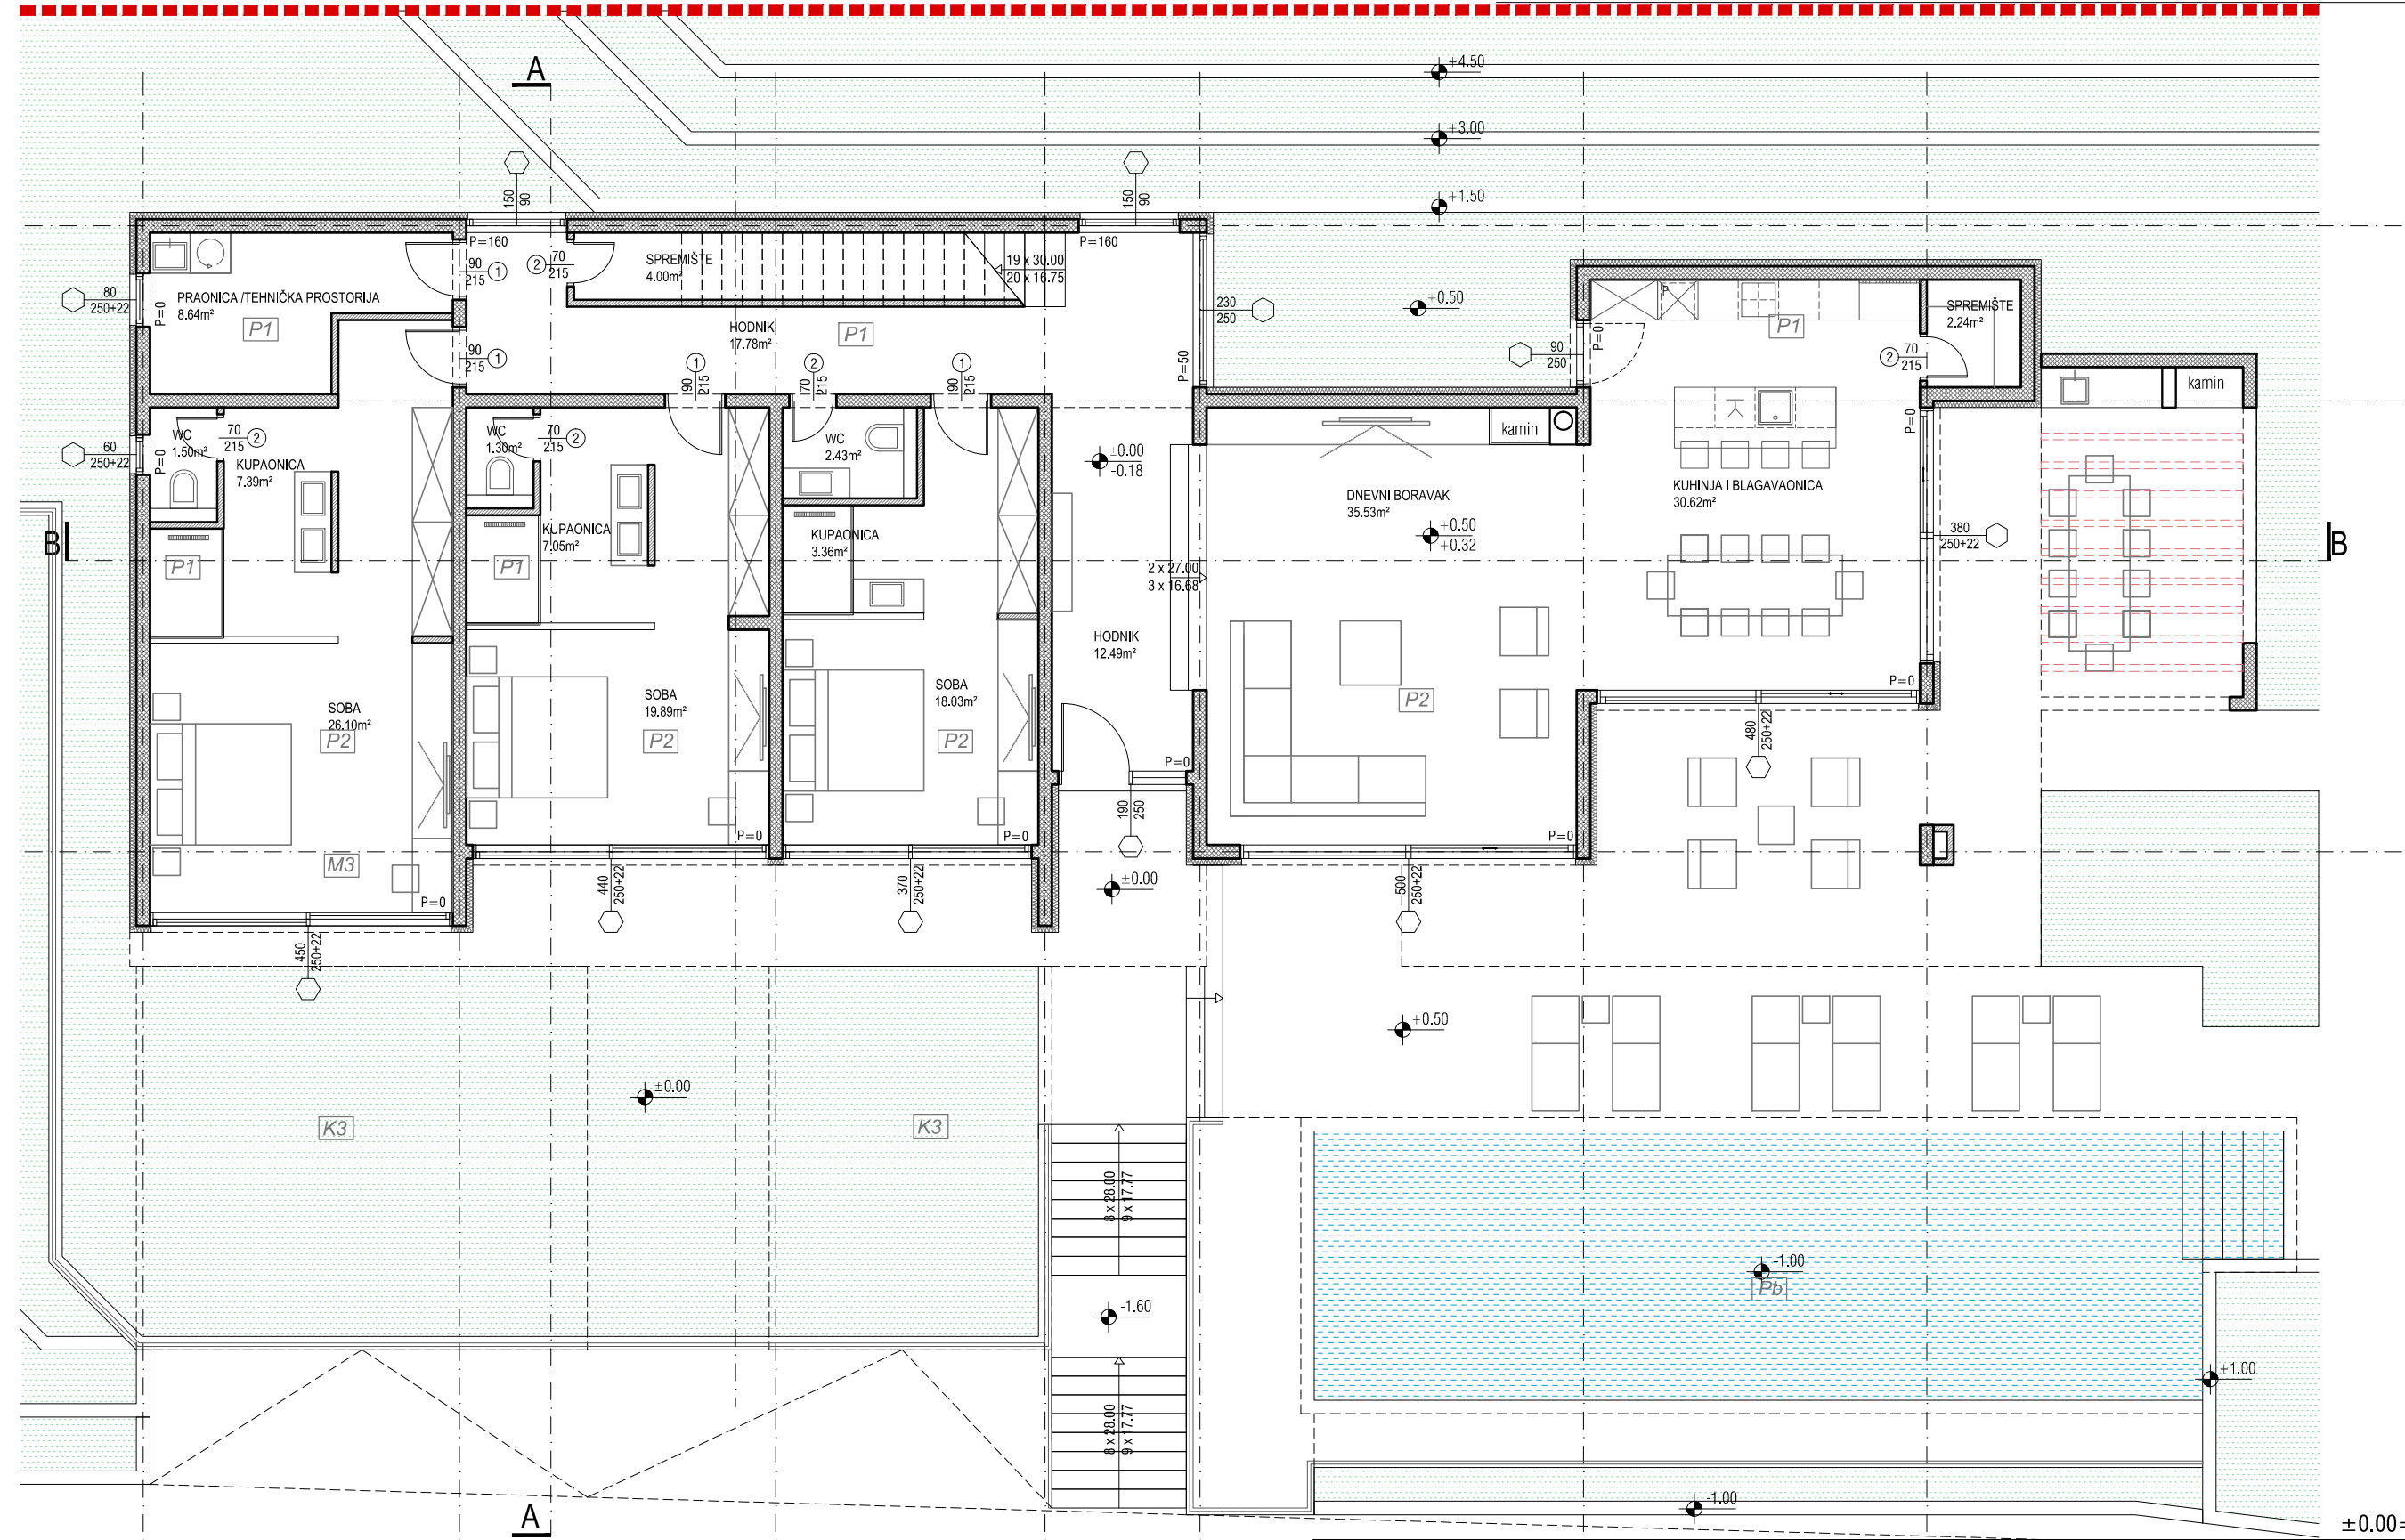 A
+4.50
+3.00
+1.50
150
90
150
90
P=160
P=160
90
215
1
2
70
215
SPREMIŠTE
4.00m²
19 x 30.00
20 x 16.75
80
250+22
P=0
PRAONICA /TEHNIČKA PROSTORIJA
8.64m²
P1
HODNIK
17.78m²
P1
230
250
+0.50
P=50
90
215
1
1
90
215
2
70
215
1
90
215
90
250
P=0
P.
P1
SPREMIŠTE
2.24m²
2
70
215
kamin
P=0
60
250+22
P=0
WC
1.50m²
70
215
2
KUPAONICA
7.39m²
WC
1.30m²
70
215
2
WC
2.43m²
±0.00
-0.18
kamin
DNEVNI BORAVAK
35.53m²
KUHINJA I BLAGAVAONICA
30.62m²
+0.50
+0.32
380
250+22
B
B
P1
KUPAONICA
7.05m²
P1
KUPAONICA
3.36m²
2 x 27.00
3 x 16.68
HODNIK
12.49m²
SOBA
26.10m²
P2
SOBA
19.89m²
P2
SOBA
18.03m²
P2
P2
P=0
480
250+22
P=0
190
250
M3
P=0
P=0
P=0
P=0
440
250+22
370
250+22
±0.00
500
250+22
450
250+22
+0.50
±0.00
K3
K3
8 x 28.00
9 x 17.77
-1.00
Pb
-1.60
+1.00
8 x 28.00
9 x 17.77
-1.00
A
±0.00=